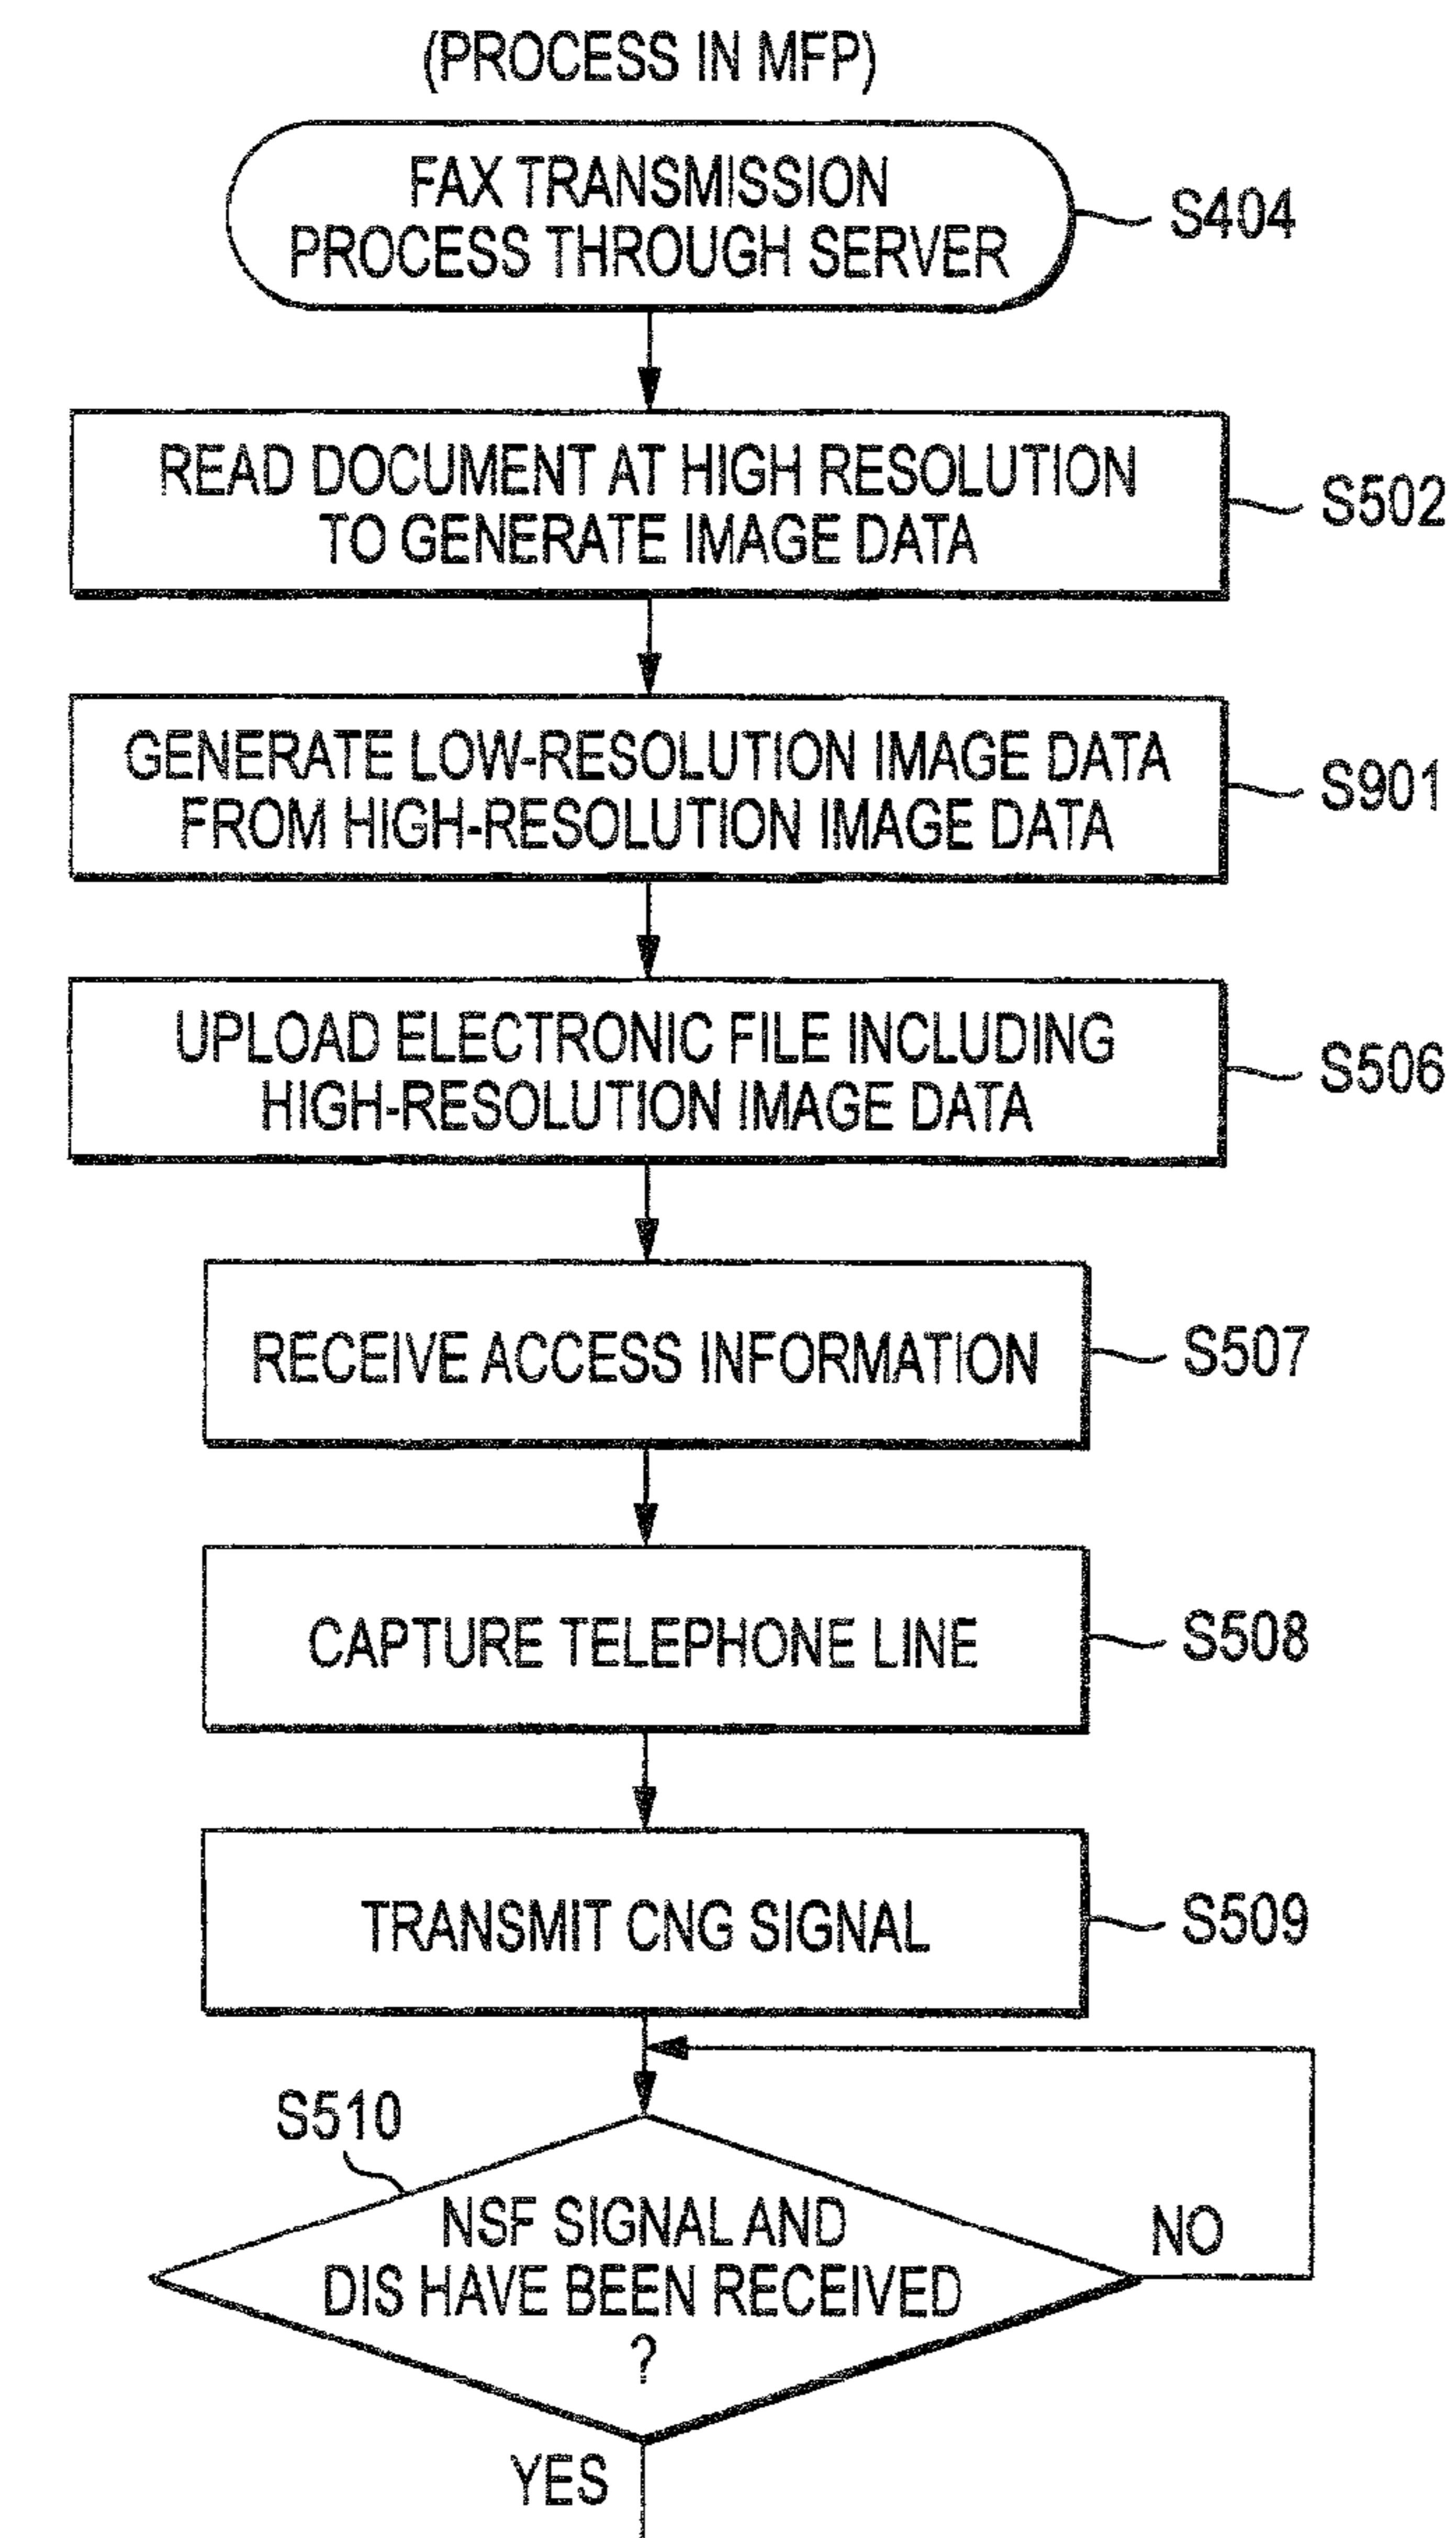 (PROCESS IN MFP)
FAX TRANSMISSION
PROCESS THROUGH SERVER
S404
READ DOCUMENT AT HIGH RESOLUTION
TO GENERATE IMAGE DATA
S502
GENERATE LOW-RESOLUTION IMAGE DATA
FROM HIGH-RESOLUTION IMAGE DATA
S901
UPLOAD ELECTRONIC FILE INCLUDING
HIGH-RESOLUTION IMAGE DATA
S506
RECEIVE ACCESS INFORMATION
S507
CAPTURE TELEPHONE LINE
S508
TRANSMIT CNG SIGNAL
S509
S510
NSF SIGNAL AND
DIS HAVE BEEN RECEIVED
?
NO
YES